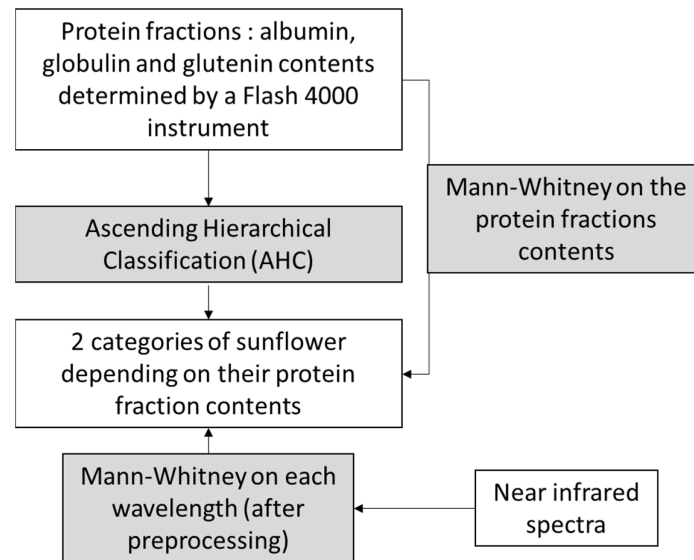 Protein fractions : albumin,
globulin and glutenin contents
determined by a Flash 4000
instrument
Mann-Whitney on the
protein fractions
contents
Ascending Hierarchical
Classification (AHC)
2 categories of sunflower
depending on their protein
fraction contents
Mann-Whitney on each
wavelength (after
preprocessing)
Near infrared
spectra